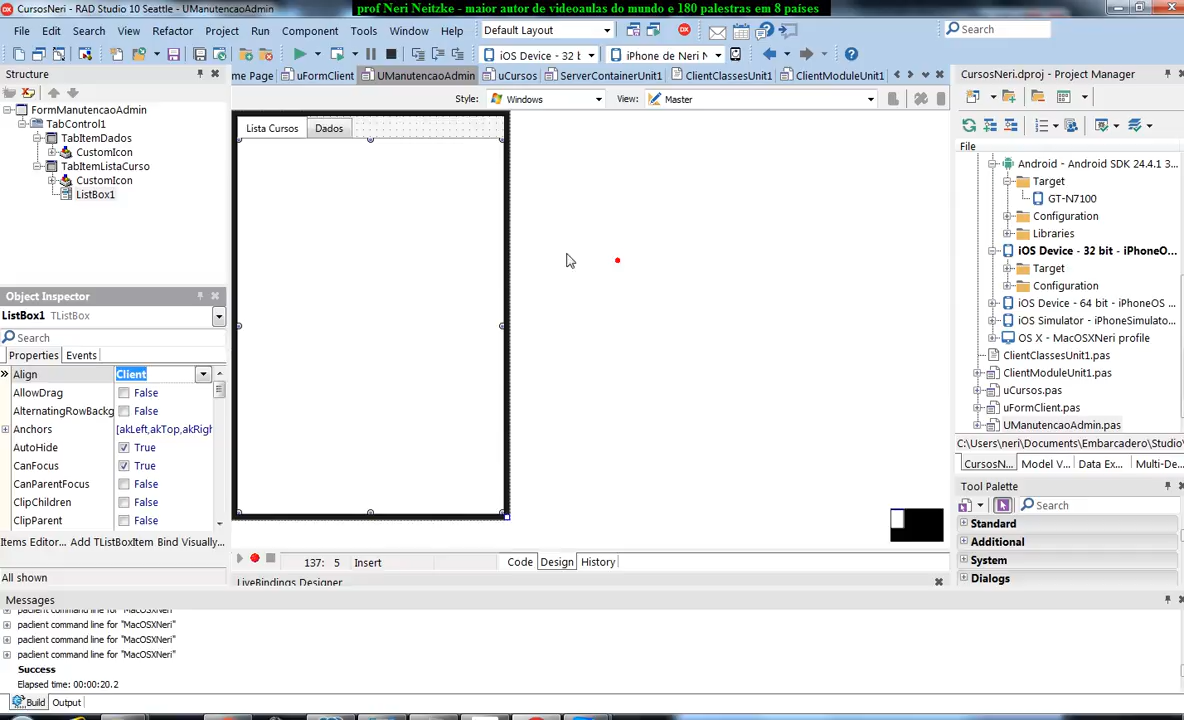 CursosNeri - RAD Studio 10 Seattle - UManutencaoAdmin
prof Neri Neitzke - maior autor de videoaulas do mundo e 180 palestras em 8 países
File Edit Search View Refactor Project Run Component Tools Window Help
Default Layout
Search
iOS Device - 32 b
iPhone de Neri N
Structure
me Page uFormClient UManutencaoAdmin uCursos ServerContainerUnit1 ClientClassesUnit1 ClientModuleUnit1
CursosNeri.dproj - Project Manager
Style: Windows View: Master
FormManutencaoAdmin
TabControl1
TabItemDados
CustomIcon
TabItemListaCurso
CustomIcon
ListBox1
Lista Cursos Dados
File
Android - Android SDK 24.4.1 3...
Target
GT-N7100
Configuration
Libraries
iOS Device - 32 bit - iPhoneO...
Target
Configuration
iOS Device - 64 bit - iPhoneOS ...
iOS Simulator - iPhoneSimulato...
OS X - MacOSXNeri profile
ClientClassesUnit1.pas
ClientModuleUnit1.pas
uCursos.pas
uFormClient.pas
UManutencaoAdmin.pas
C:\Users\neri\Documents\Embarcadero\Studio\
CursosN... Model V... Data Ex... Multi-De...
Object Inspector
ListBox1 TListBox
Search
Properties Events
Align Client
AllowDrag False
AlternatingRowBackg False
Anchors [akLeft,akTop,akRigh
AutoHide True
CanFocus True
CanParentFocus False
ClipChildren False
ClipParent False
Items Editor... Add TListBoxItem Bind Visually...
All shown
Tool Palette
Search
Standard
Additional
System
Dialogs
137: 5 Insert Code Design History
LiveBindings Designer
Messages
paclient command line for "MacOSXNeri"
paclient command line for "MacOSXNeri"
paclient command line for "MacOSXNeri"
paclient command line for "MacOSXNeri"
Success
Elapsed time: 00:00:20.2
Build Output